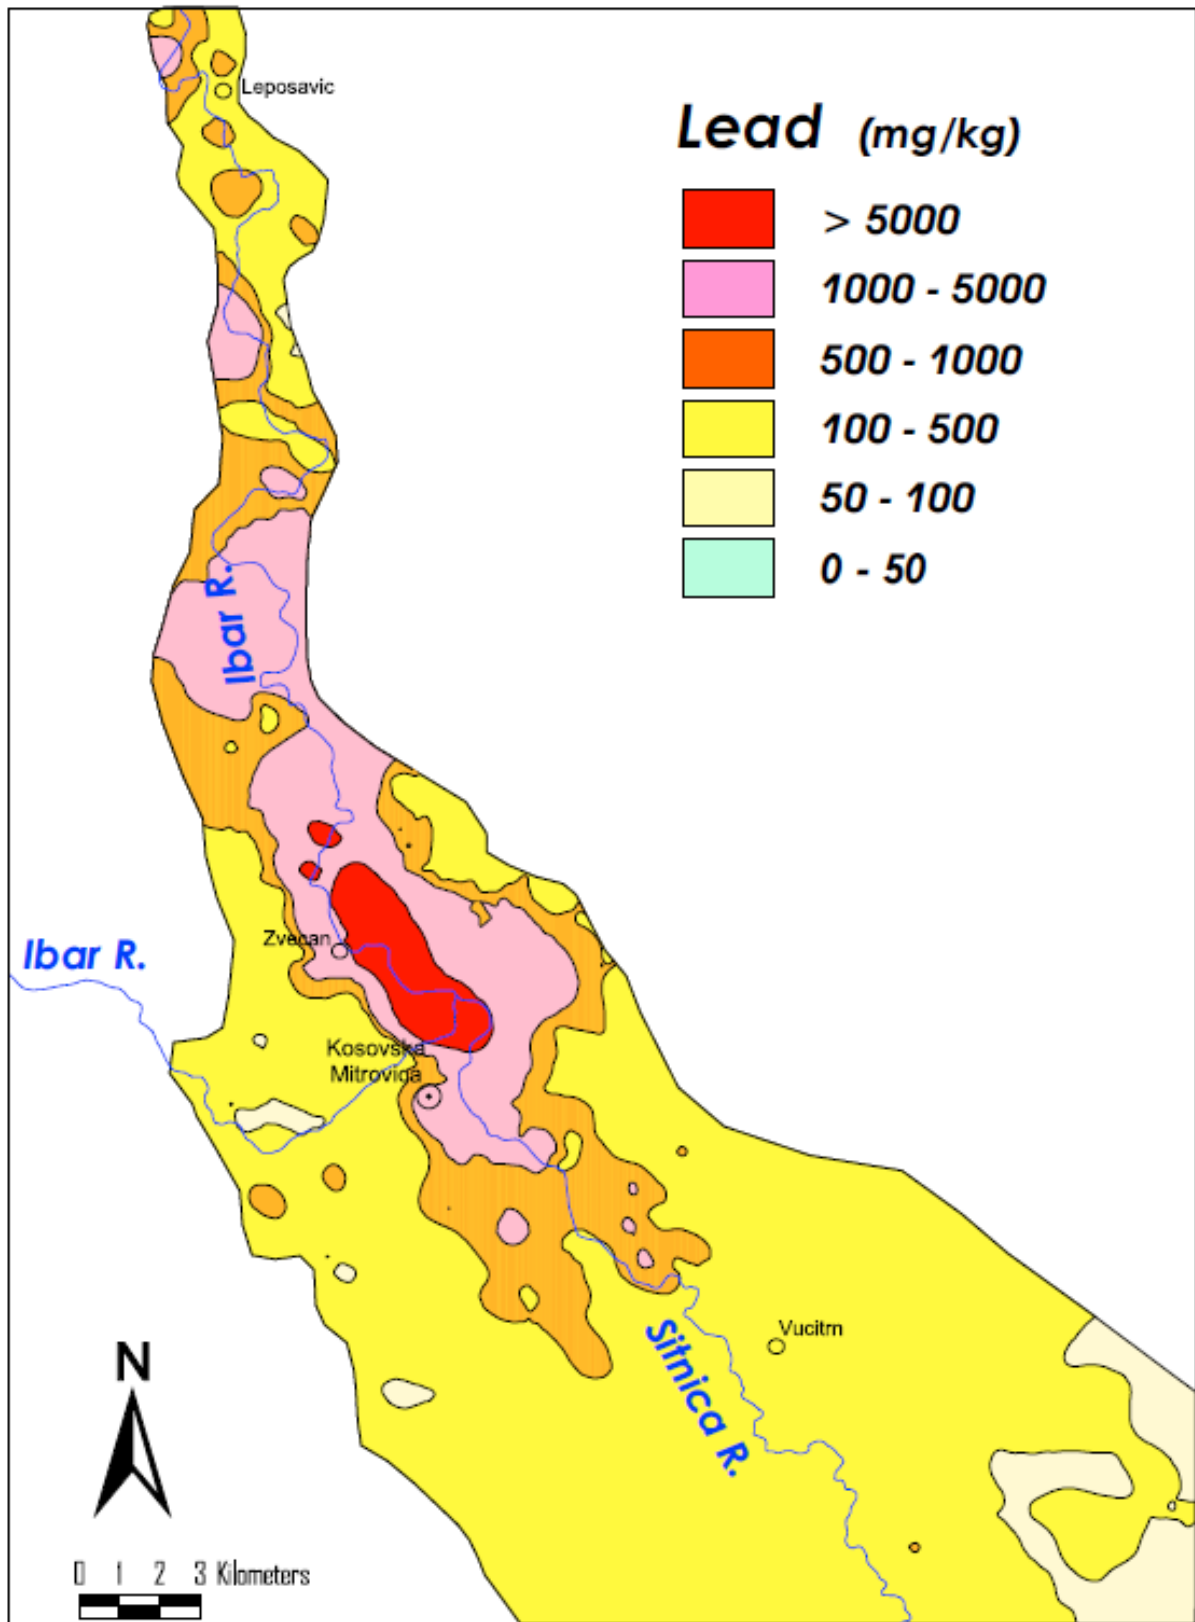 Leposavic
Lead (mg/kg)
> 5000
1000 - 5000
500 - 1000
100 - 500
50 - 100
0 - 50
Ibar R.
Zvecan
Ibar R.
Kosovska
Mitroviqa
Vucitrn
Sitnica R.
N
0 1 2 3 Kilometers